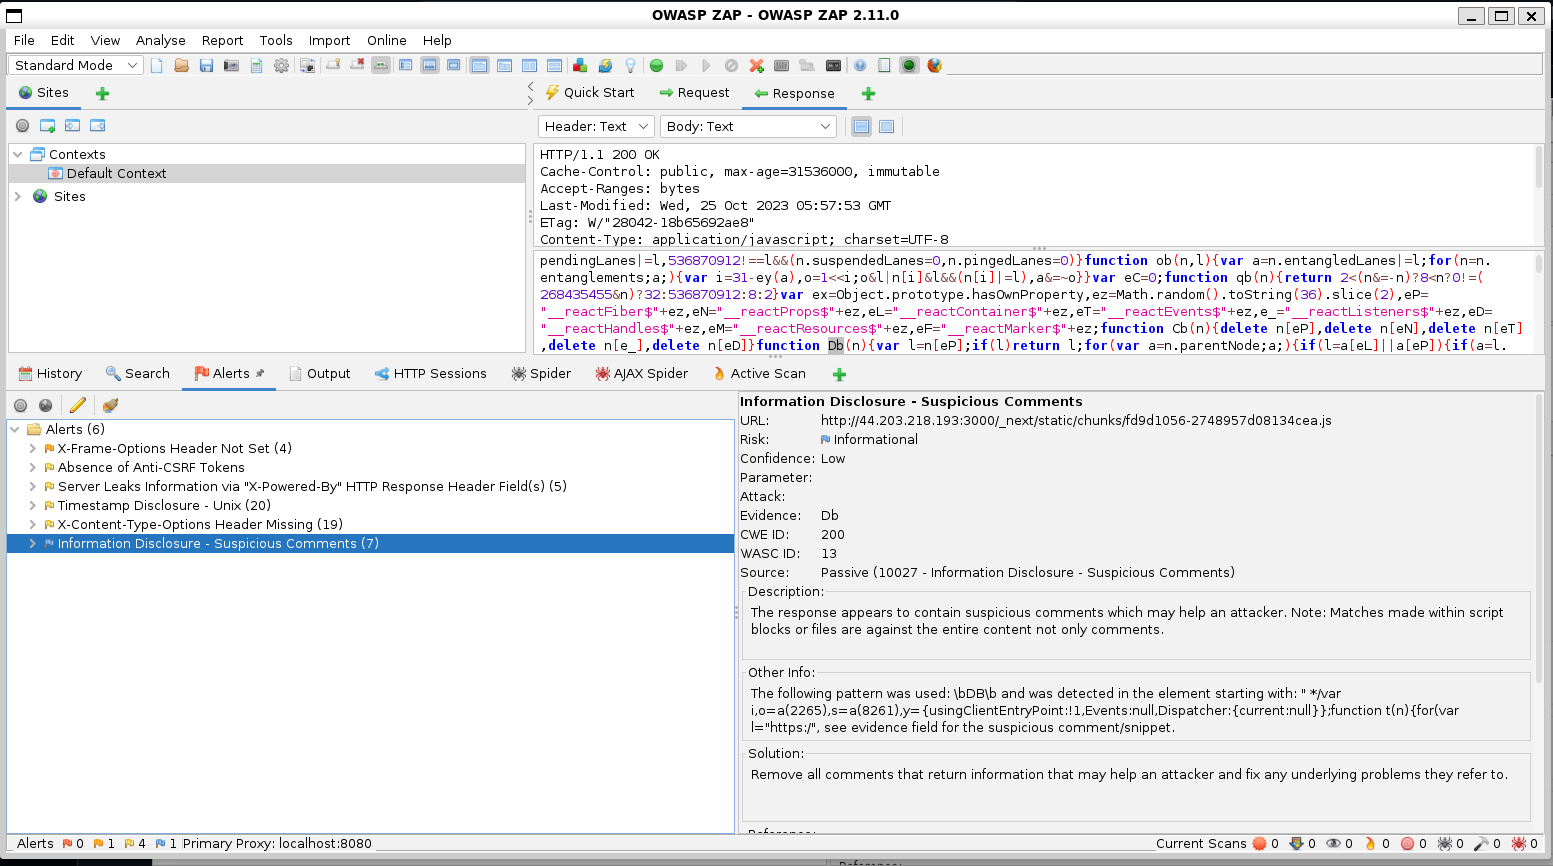 OWASP ZAP - OWASP ZAP 2.11.0
File Edit View Analyse Report Tools Import Online Help
Standard Mode
Sites
Quick Start Request Response
Header: Text Body: Text
Contexts
Default Context
Sites
HTTP/1.1 200 OK
Cache-Control: public, max-age=31536000, immutable
Accept-Ranges: bytes
Last-Modified: Wed, 25 Oct 2023 05:57:53 GMT
ETag: W/"28042-18b65692ae8"
Content-Type: application/javascript; charset=UTF-8
pendingLanes|=l,536870912!==l&&(n.suspendedLanes=0,n.pingedLanes=0)}function ob(n,l){var a=n.entangledLanes|=l;for(n=n.
entanglements;a;){var i=31-ey(a),o=1<<i;o&l|n[i]&l&&(n[i]|=l),a&=~o}}var eC=0;function qb(n){return 2<(n&=-n)?8<n?0!=(
268435455&n)?32:536870912:8:2}var ex=Object.prototype.hasOwnProperty,ez=Math.random().toString(36).slice(2),eP=
"__reactFiber$"+ez,eN="__reactProps$"+ez,eL="__reactContainer$"+ez,eT="__reactEvents$"+ez,e_="__reactListeners$"+ez,eD=
"__reactHandles$"+ez,eM="__reactResources$"+ez,eF="__reactMarker$"+ez;function Cb(n){delete n[eP],delete n[eN],delete n[eT]
,delete n[e_],delete n[eD]}function Db(n){var l=n[eP];if(l)return l;for(var a=n.parentNode;a;){if(l=a[eL]||a[eP]){if(a=l.
History Search Alerts Output HTTP Sessions Spider AJAX Spider Active Scan
Alerts (6)
X-Frame-Options Header Not Set (4)
Absence of Anti-CSRF Tokens
Server Leaks Information via "X-Powered-By" HTTP Response Header Field(s) (5)
Timestamp Disclosure - Unix (20)
X-Content-Type-Options Header Missing (19)
Information Disclosure - Suspicious Comments (7)
Information Disclosure - Suspicious Comments
URL: http://44.203.218.193:3000/_next/static/chunks/fd9d1056-2748957d08134cea.js
Risk: Informational
Confidence: Low
Parameter:
Attack:
Evidence: Db
CWE ID: 200
WASC ID: 13
Source: Passive (10027 - Information Disclosure - Suspicious Comments)
Description:
The response appears to contain suspicious comments which may help an attacker. Note: Matches made within script
blocks or files are against the entire content not only comments.
Other Info:
The following pattern was used: \bDB\b and was detected in the element starting with: " */var
i,o=a(2265),s=a(8261),y={usingClientEntryPoint:!1,Events:null,Dispatcher:{current:null}};function t(n){for(var
l="https:/", see evidence field for the suspicious comment/snippet.
Solution:
Remove all comments that return information that may help an attacker and fix any underlying problems they refer to.
Alerts 0 1 4 1 Primary Proxy: localhost:8080
Current Scans 0 0 0 0 0 0 0 0